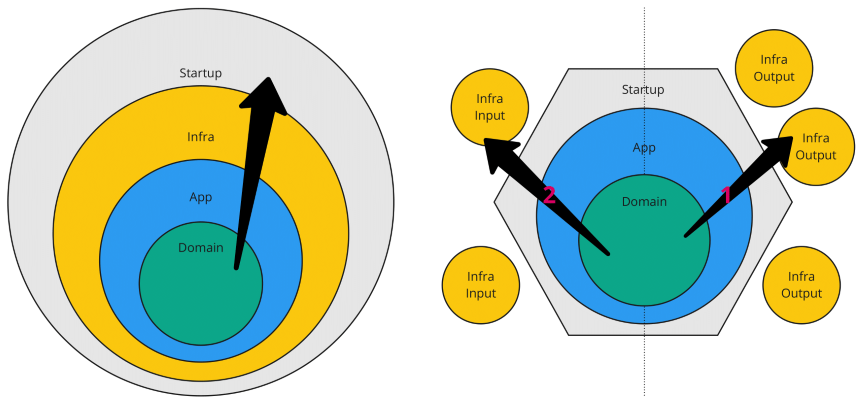 Startup
Infra
App
Domain
Startup
App
Domain
Infra
Input
Infra
Input
Infra
Output
Infra
Output
Infra
Output
2
1